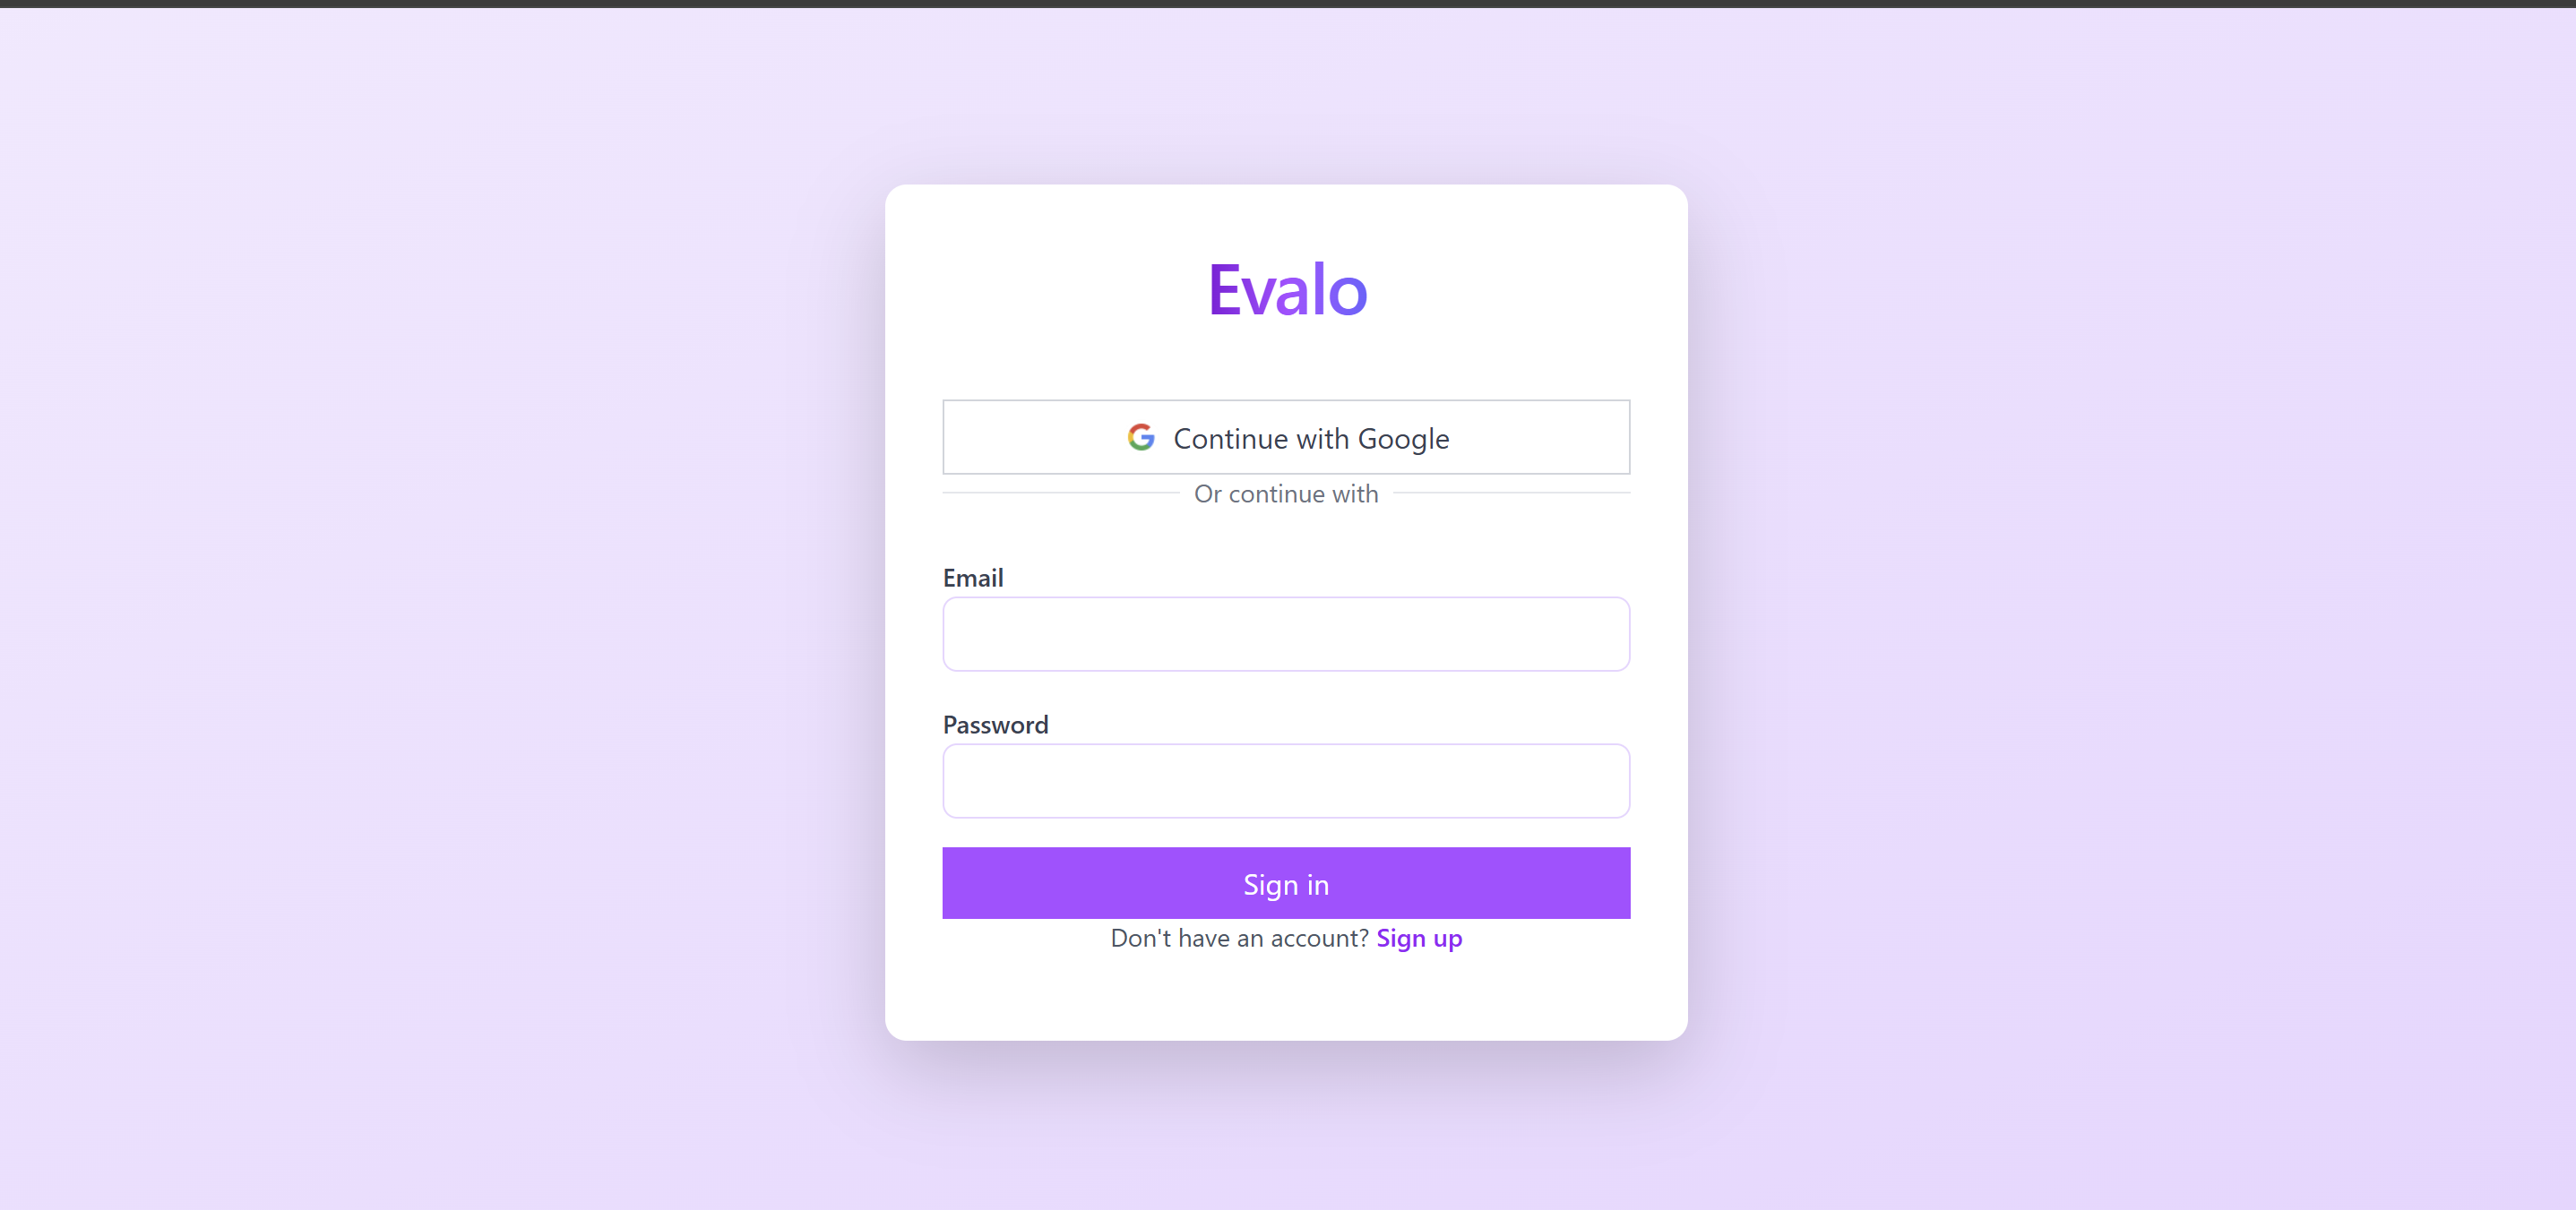 Evalo
Continue with Google
Or continue with
Email
Password
Sign in
Don't have an account? Sign up